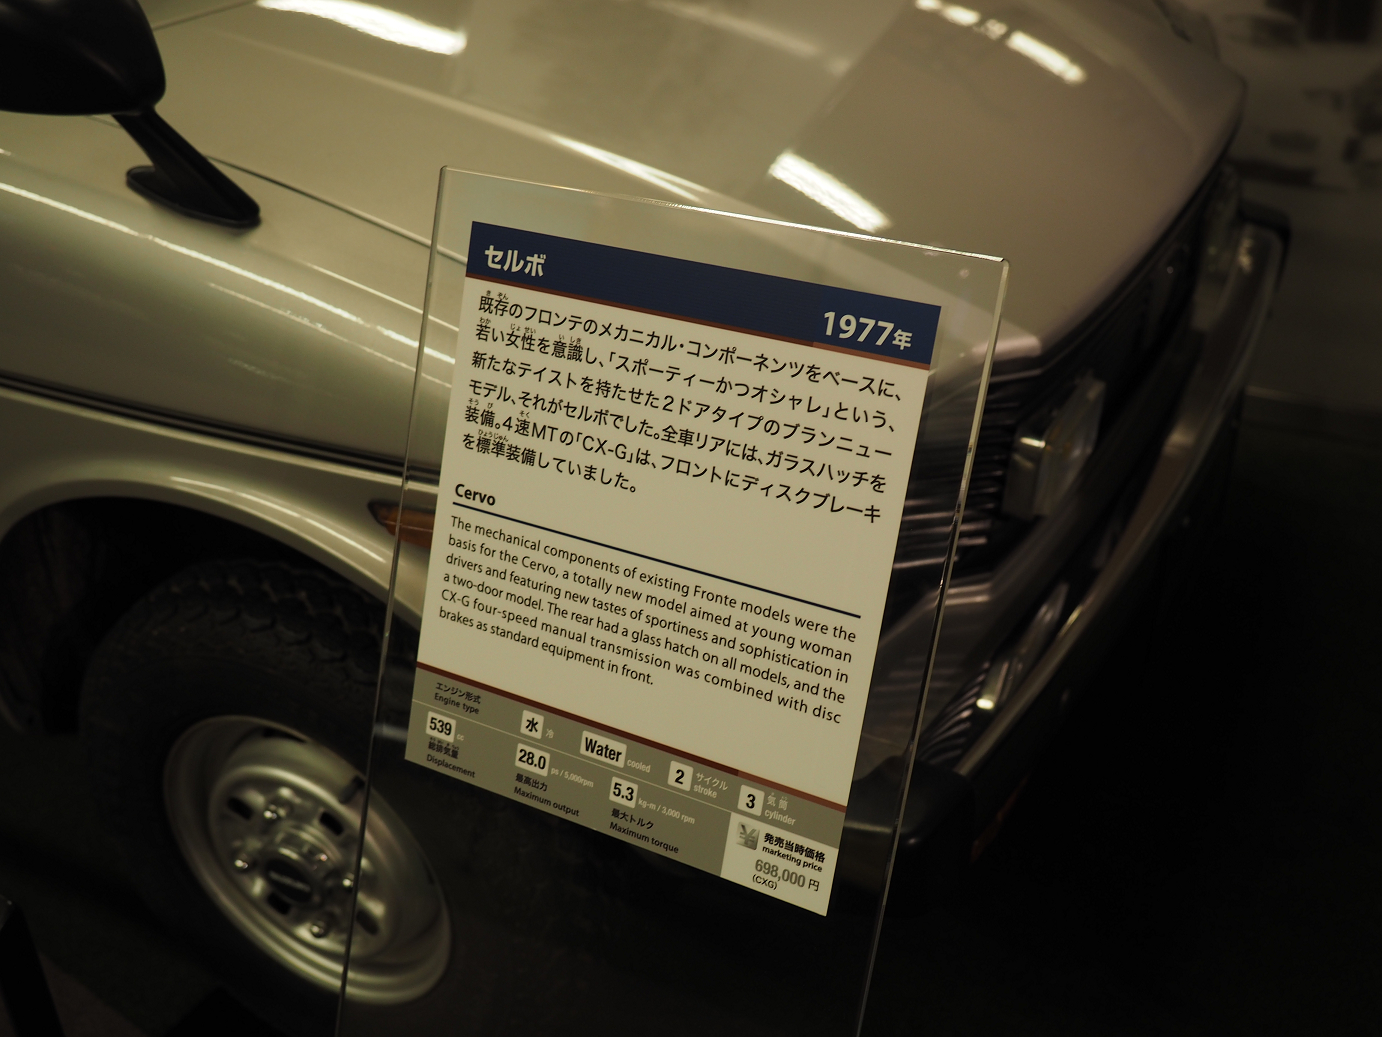 セルボ
1977年
既存のフロンテのメカニカル・コンポーネンツをベースに、
若い女性を意識し、「スポーティーかつオシャレ」という、
新たなテイストを持たせた2ドアタイプのブランニュー
モデル、それがセルボでした。全車リアには、ガラスハッチを
装備。4速MTの「CX-G」は、フロントにディスクブレーキ
を標準装備していました。
Cervo
The mechanical components of existing Fronte models were the
basis for the Cervo, a totally new model aimed at young woman
drivers and featuring new tastes of sportiness and sophistication in
a two-door model. The rear had a glass hatch on all models, and the
CX-G four-speed manual transmission was combined with disc
brakes as standard equipment in front.
エンジン形式
Engine type
水 冷
Water cooled
2 サイクル
stroke
3 気筒
cylinder
539 cc
総排気量
Displacement
28.0 ps / 5,000rpm
最高出力
Maximum output
5.3 kg-m / 3,000 rpm
最大トルク
Maximum torque
発売当時価格
marketing price
698,000 円
(CXG)